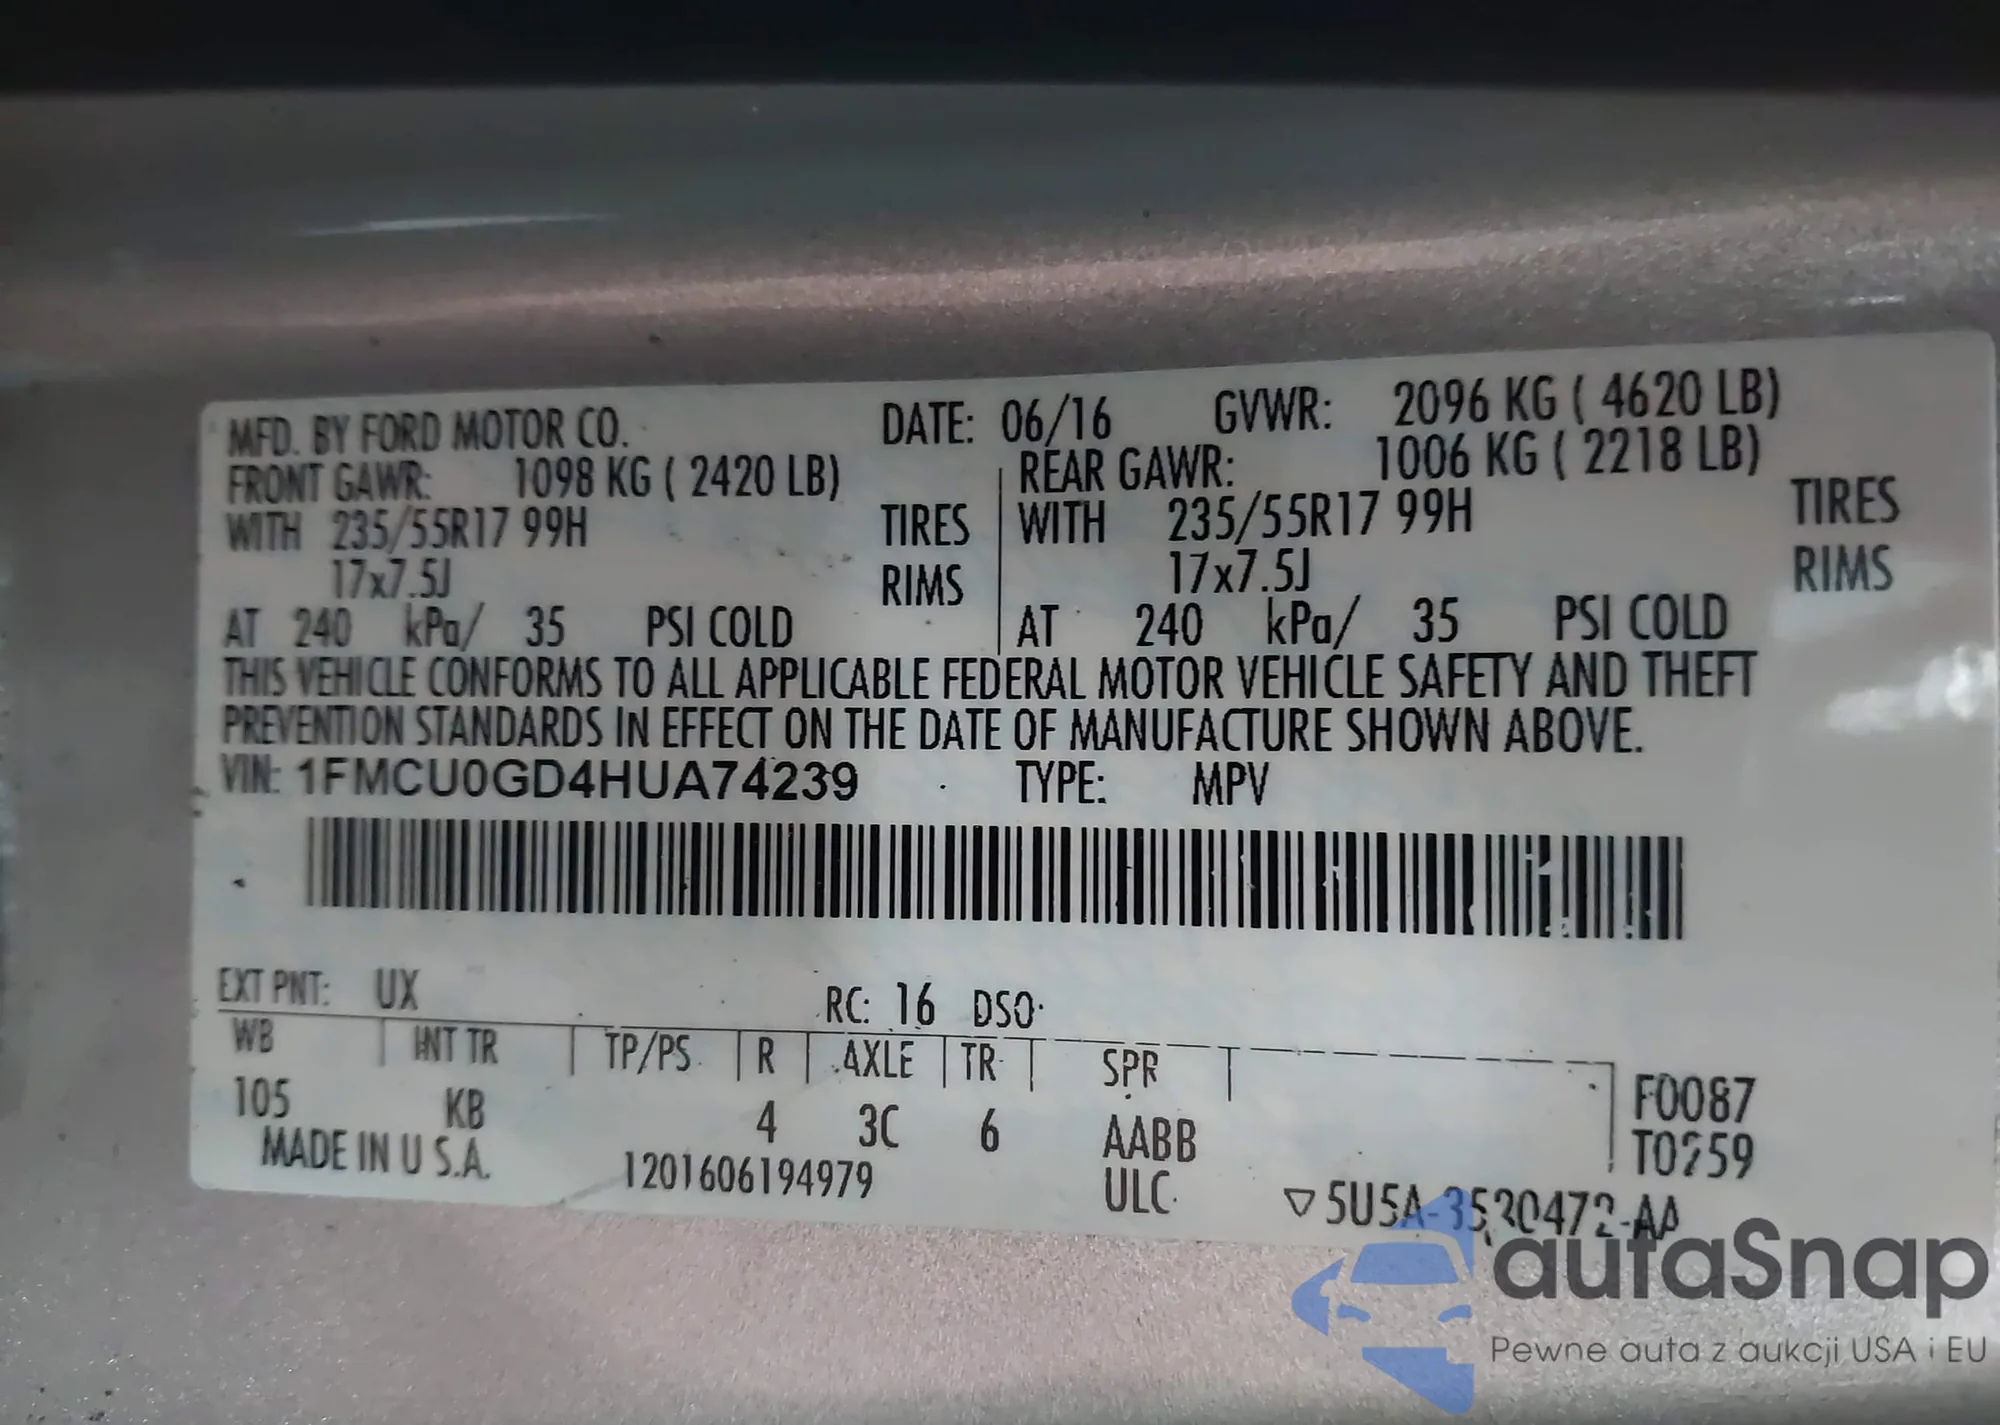 MFD. BY FORD MOTOR CO. DATE: 06/16 GVWR: 2096 KG ( 4620 LB)
FRONT GAWR: 1098 KG ( 2420 LB) REAR GAWR: 1006 KG ( 2218 LB)
WITH 235/55R17 99H TIRES WITH 235/55R17 99H TIRES
17x7.5J RIMS 17x7.5J RIMS
AT 240 kPa/ 35 PSI COLD AT 240 kPa/ 35 PSI COLD
THIS VEHICLE CONFORMS TO ALL APPLICABLE FEDERAL MOTOR VEHICLE SAFETY AND THEFT
PREVENTION STANDARDS IN EFFECT ON THE DATE OF MANUFACTURE SHOWN ABOVE.
VIN: 1FMCU0GD4HUA74239 TYPE: MPV
EXT PNT: UX RC: 16 DSO:
WB INT TR TP/PS R AXLE TR SPR
105 KB 4 3C 6 AABB
F0087
MADE IN U.S.A. 1201606194979 ULC
autaSnap
Pewne auta z aukcji USA i EU